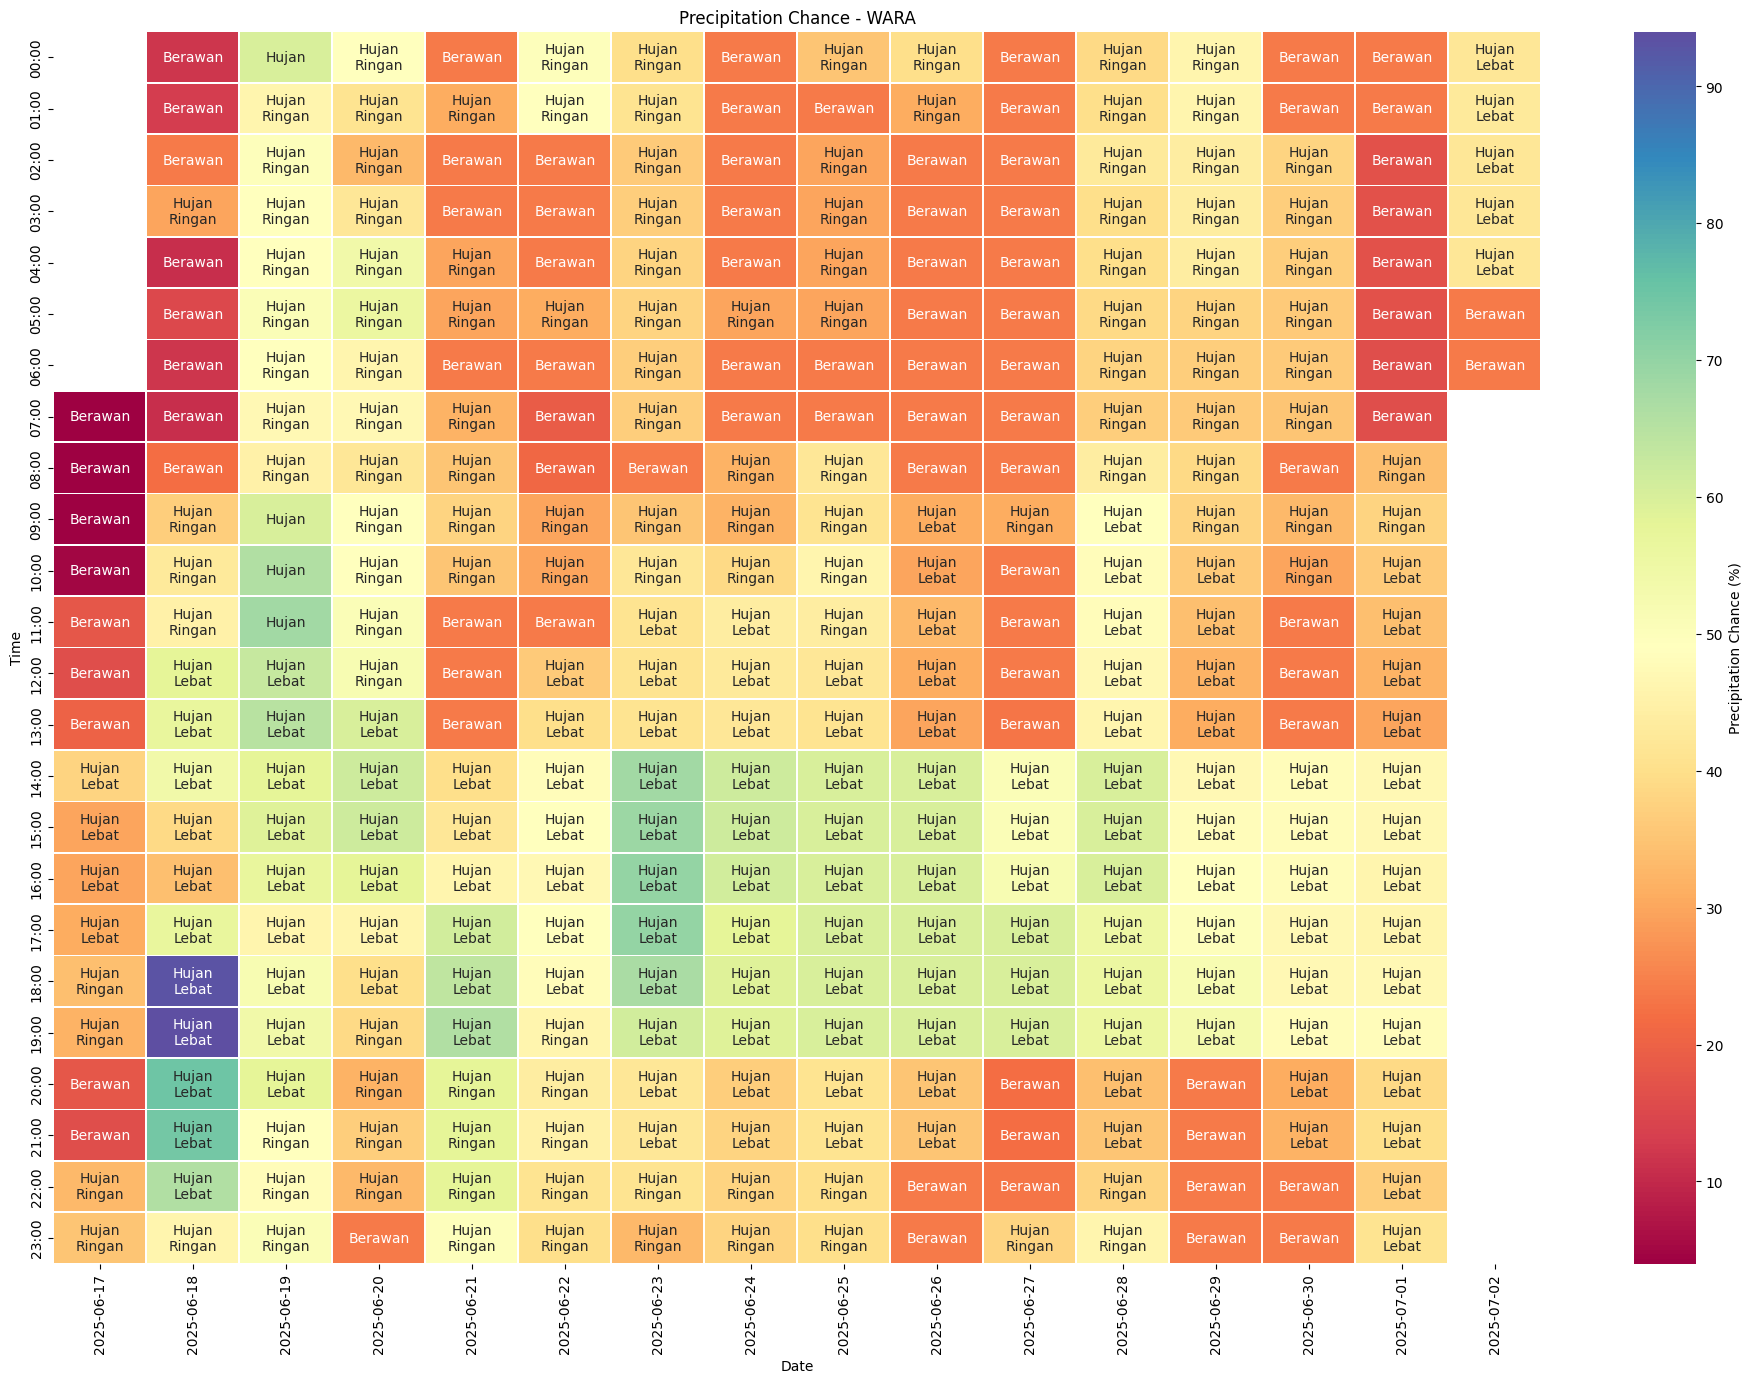 Precipitation Chance - WARA
00:00 Berawan Hujan Hujan Ringan Berawan Hujan Ringan Hujan Ringan Berawan Hujan Ringan Hujan Ringan Berawan Hujan Ringan Hujan Ringan Berawan Berawan Hujan Lebat
01:00 Berawan Hujan Ringan Hujan Ringan Hujan Ringan Hujan Ringan Hujan Ringan Berawan Berawan Hujan Ringan Berawan Hujan Ringan Hujan Ringan Berawan Berawan Hujan Lebat
02:00 Berawan Hujan Ringan Hujan Ringan Berawan Berawan Hujan Ringan Berawan Hujan Ringan Berawan Berawan Hujan Ringan Hujan Ringan Hujan Ringan Berawan Hujan Lebat
03:00 Hujan Ringan Hujan Ringan Hujan Ringan Berawan Berawan Hujan Ringan Berawan Hujan Ringan Berawan Berawan Hujan Ringan Hujan Ringan Hujan Ringan Berawan Hujan Lebat
04:00 Berawan Hujan Ringan Hujan Ringan Hujan Ringan Berawan Hujan Ringan Berawan Hujan Ringan Berawan Berawan Hujan Ringan Hujan Ringan Hujan Ringan Berawan Hujan Lebat
05:00 Berawan Hujan Ringan Hujan Ringan Hujan Ringan Hujan Ringan Hujan Ringan Hujan Ringan Hujan Ringan Berawan Berawan Hujan Ringan Hujan Ringan Hujan Ringan Berawan Berawan
06:00 Berawan Hujan Ringan Hujan Ringan Berawan Berawan Hujan Ringan Berawan Berawan Berawan Berawan Hujan Ringan Hujan Ringan Hujan Ringan Berawan Berawan
07:00 Berawan Berawan Hujan Ringan Hujan Ringan Hujan Ringan Berawan Hujan Ringan Berawan Berawan Berawan Berawan Hujan Ringan Hujan Ringan Hujan Ringan Berawan
08:00 Berawan Berawan Hujan Ringan Hujan Ringan Hujan Ringan Berawan Berawan Hujan Ringan Hujan Ringan Berawan Berawan Hujan Ringan Hujan Ringan Berawan Hujan Ringan
09:00 Berawan Hujan Ringan Hujan Hujan Ringan Hujan Ringan Hujan Ringan Hujan Ringan Hujan Ringan Hujan Ringan Hujan Lebat Hujan Ringan Hujan Lebat Hujan Ringan Hujan Ringan Hujan Ringan
10:00 Berawan Hujan Ringan Hujan Hujan Ringan Hujan Ringan Hujan Ringan Hujan Ringan Hujan Ringan Hujan Ringan Hujan Lebat Berawan Hujan Lebat Hujan Lebat Hujan Ringan Hujan Lebat
11:00 Berawan Hujan Ringan Hujan Hujan Ringan Berawan Berawan Hujan Lebat Hujan Lebat Hujan Ringan Hujan Lebat Berawan Hujan Lebat Hujan Lebat Berawan Hujan Lebat
12:00 Berawan Hujan Lebat Hujan Lebat Hujan Ringan Berawan Hujan Lebat Hujan Lebat Hujan Lebat Hujan Lebat Hujan Lebat Berawan Hujan Lebat Hujan Lebat Berawan Hujan Lebat
13:00 Berawan Hujan Lebat Hujan Lebat Hujan Lebat Berawan Hujan Lebat Hujan Lebat Hujan Lebat Hujan Lebat Hujan Lebat Berawan Hujan Lebat Hujan Lebat Berawan Hujan Lebat
14:00 Hujan Lebat Hujan Lebat Hujan Lebat Hujan Lebat Hujan Lebat Hujan Lebat Hujan Lebat Hujan Lebat Hujan Lebat Hujan Lebat Hujan Lebat Hujan Lebat Hujan Lebat Hujan Lebat Hujan Lebat
15:00 Hujan Lebat Hujan Lebat Hujan Lebat Hujan Lebat Hujan Lebat Hujan Lebat Hujan Lebat Hujan Lebat Hujan Lebat Hujan Lebat Hujan Lebat Hujan Lebat Hujan Lebat Hujan Lebat Hujan Lebat
16:00 Hujan Lebat Hujan Lebat Hujan Lebat Hujan Lebat Hujan Lebat Hujan Lebat Hujan Lebat Hujan Lebat Hujan Lebat Hujan Lebat Hujan Lebat Hujan Lebat Hujan Lebat Hujan Lebat Hujan Lebat
17:00 Hujan Lebat Hujan Lebat Hujan Lebat Hujan Lebat Hujan Lebat Hujan Lebat Hujan Lebat Hujan Lebat Hujan Lebat Hujan Lebat Hujan Lebat Hujan Lebat Hujan Lebat Hujan Lebat Hujan Lebat
18:00 Hujan Ringan Hujan Lebat Hujan Lebat Hujan Lebat Hujan Lebat Hujan Lebat Hujan Lebat Hujan Lebat Hujan Lebat Hujan Lebat Hujan Lebat Hujan Lebat Hujan Lebat Hujan Lebat Hujan Lebat
19:00 Hujan Ringan Hujan Lebat Hujan Lebat Hujan Ringan Hujan Lebat Hujan Ringan Hujan Lebat Hujan Lebat Hujan Lebat Hujan Lebat Hujan Lebat Hujan Lebat Hujan Lebat Hujan Lebat Hujan Lebat
20:00 Berawan Hujan Lebat Hujan Lebat Hujan Ringan Hujan Ringan Hujan Ringan Hujan Lebat Hujan Lebat Hujan Lebat Hujan Lebat Berawan Hujan Lebat Berawan Hujan Lebat Hujan Lebat
21:00 Berawan Hujan Lebat Hujan Ringan Hujan Ringan Hujan Ringan Hujan Ringan Hujan Lebat Hujan Lebat Hujan Lebat Hujan Lebat Berawan Hujan Lebat Berawan Hujan Lebat Hujan Lebat
22:00 Hujan Ringan Hujan Lebat Hujan Ringan Hujan Ringan Hujan Ringan Hujan Ringan Hujan Ringan Hujan Ringan Hujan Ringan Berawan Berawan Hujan Ringan Berawan Berawan Hujan Lebat
23:00 Hujan Ringan Hujan Ringan Hujan Ringan Berawan Hujan Ringan Hujan Ringan Hujan Ringan Hujan Ringan Hujan Ringan Berawan Hujan Ringan Hujan Ringan Berawan Berawan Hujan Lebat
Time
2025-06-17 2025-06-18 2025-06-19 2025-06-20 2025-06-21 2025-06-22 2025-06-23 2025-06-24 2025-06-25 2025-06-26 2025-06-27 2025-06-28 2025-06-29 2025-06-30 2025-07-01 2025-07-02
Date
90
80
70
60
50
40
30
20
10
Precipitation Chance (%)